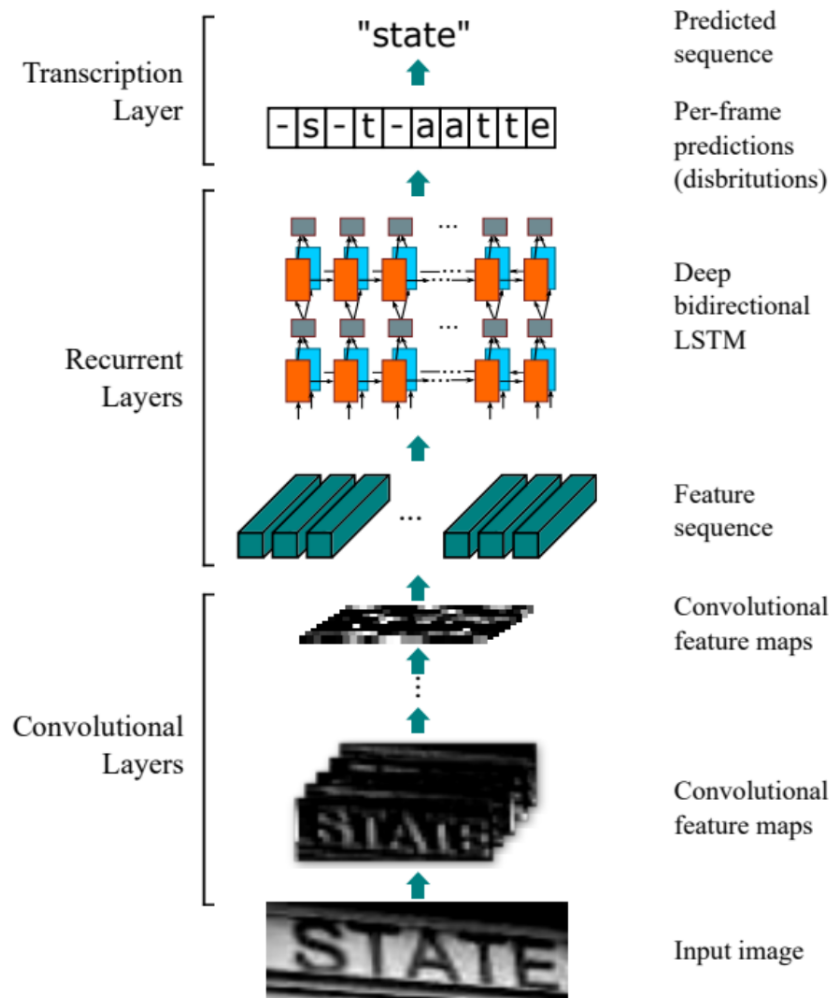 "state"
Predicted
sequence
Transcription
Layer
-s-t-aatte
Per-frame
predictions
(disbritutions)
...
Deep
bidirectional
LSTM
...
Recurrent
Layers
...
Feature
sequence
Convolutional
feature maps
Convolutional
Layers
STATE
Convolutional
feature maps
STATE
Input image